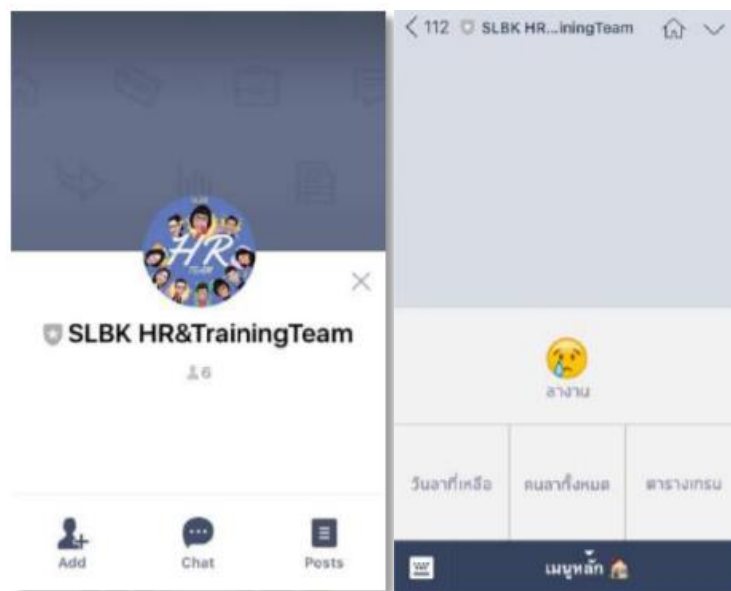 HR
TEAM
SLBK HR&TrainingTeam
6
Add
Chat
Posts
112 SLBK HR...iningTeam
ลางาน
วันลาที่เหลือ
คนลาทั้งหมด
ตารางเทรน
เมนูหลัก